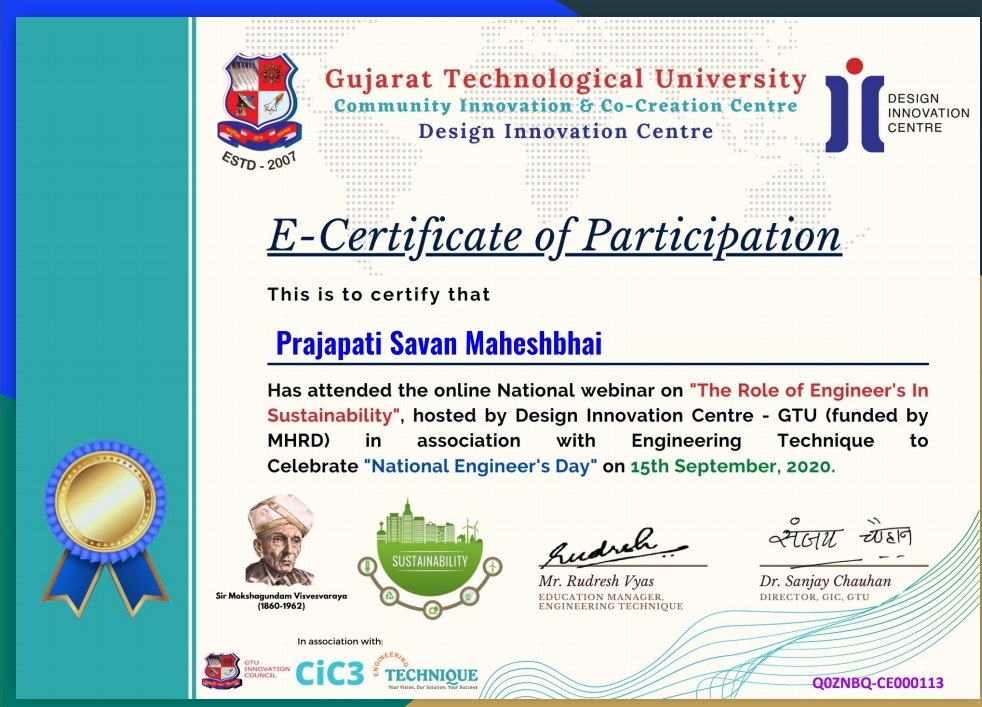 Gujarat Technological University
Community Innovation & Co-Creation Centre
Design Innovation Centre
ESTD - 2007
DESIGN
INNOVATION
CENTRE
E-Certificate of Participation
This is to certify that
Prajapati Savan Maheshbhai
Has attended the online National webinar on "The Role of Engineer's In
Sustainability", hosted by Design Innovation Centre - GTU (funded by
MHRD) in association with Engineering Technique to
Celebrate "National Engineer's Day" on 15th September, 2020.
SUSTAINABILITY
Sir Mokshagundam Visvesvaraya
(1860-1962)
Rudresh
Mr. Rudresh Vyas
EDUCATION MANAGER,
ENGINEERING TECHNIQUE
संजय चौहान
Dr. Sanjay Chauhan
DIRECTOR, GIC, GTU
In association with:
GTU
INNOVATION
COUNCIL
CiC3
ENGINEERING
TECHNIQUE
Your Vision, Our Solution, Your Success
Q0ZNBQ-CE000113